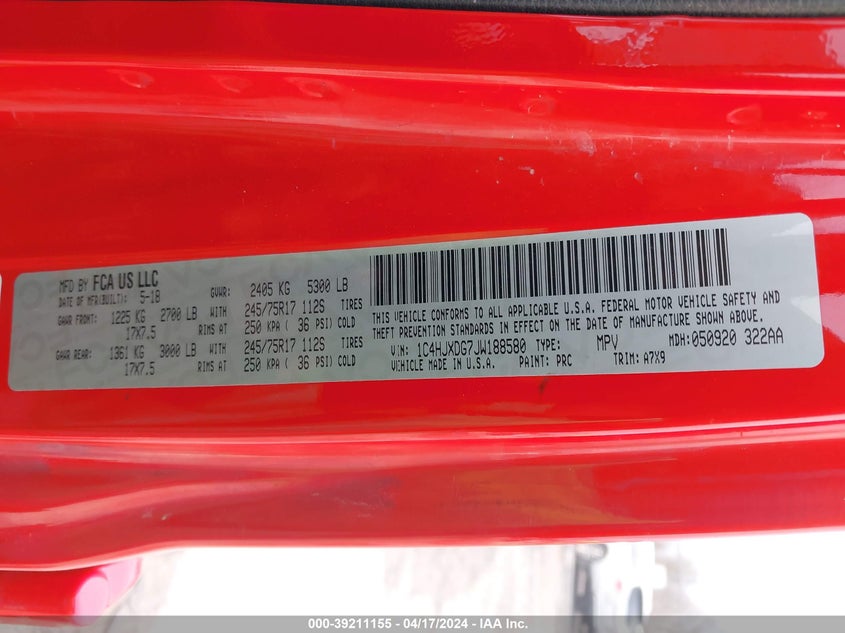 MFD BY FCA US LLC
DATE OF MFR(BUILT): 5-18 GVWR: 2405 KG 5300 LB
GAWR FRONT: 1225 KG 2700 LB WITH 245/75R17 112S TIRES
17X7.5 RIMS AT 250 KPA ( 36 PSI) COLD
GAWR REAR: 1361 KG 3000 LB WITH 245/75R17 112S TIRES
17X7.5 RIMS AT 250 KPA ( 36 PSI) COLD
THIS VEHICLE CONFORMS TO ALL APPLICABLE U.S.A. FEDERAL MOTOR VEHICLE SAFETY AND
THEFT PREVENTION STANDARDS IN EFFECT ON THE DATE OF MANUFACTURE SHOWN ABOVE.
VIN: 1C4HJXDG7JW188580 TYPE: MPV MDH: 050920 322AA
VEHICLE MADE IN U.S.A. PAINT: PRC TRIM: A7X9
000-39211155 - 04/17/2024 - IAA Inc.